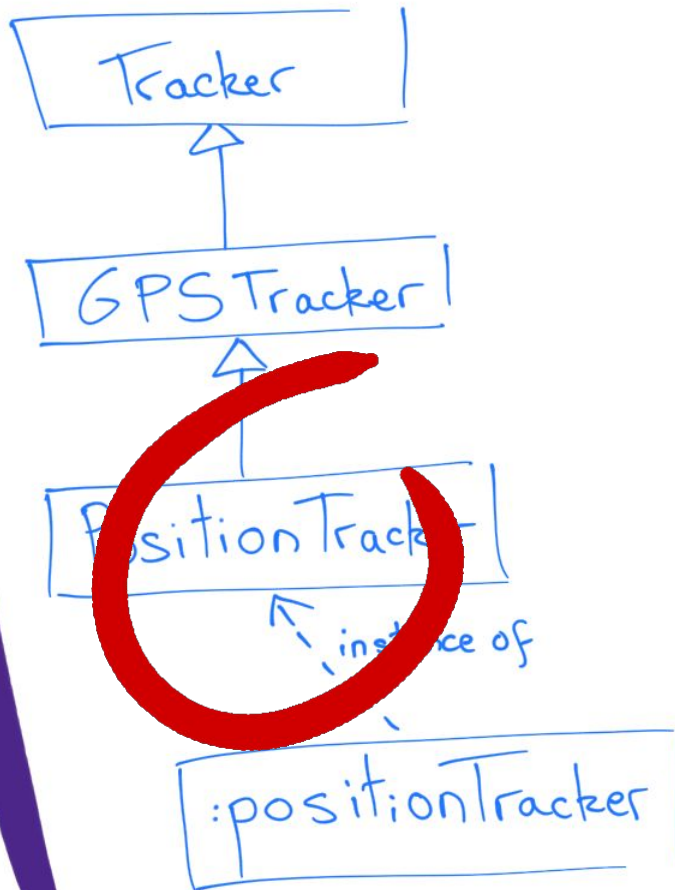 Tracker
GPSTracker
PositionTracker
instance of
:positionTracker